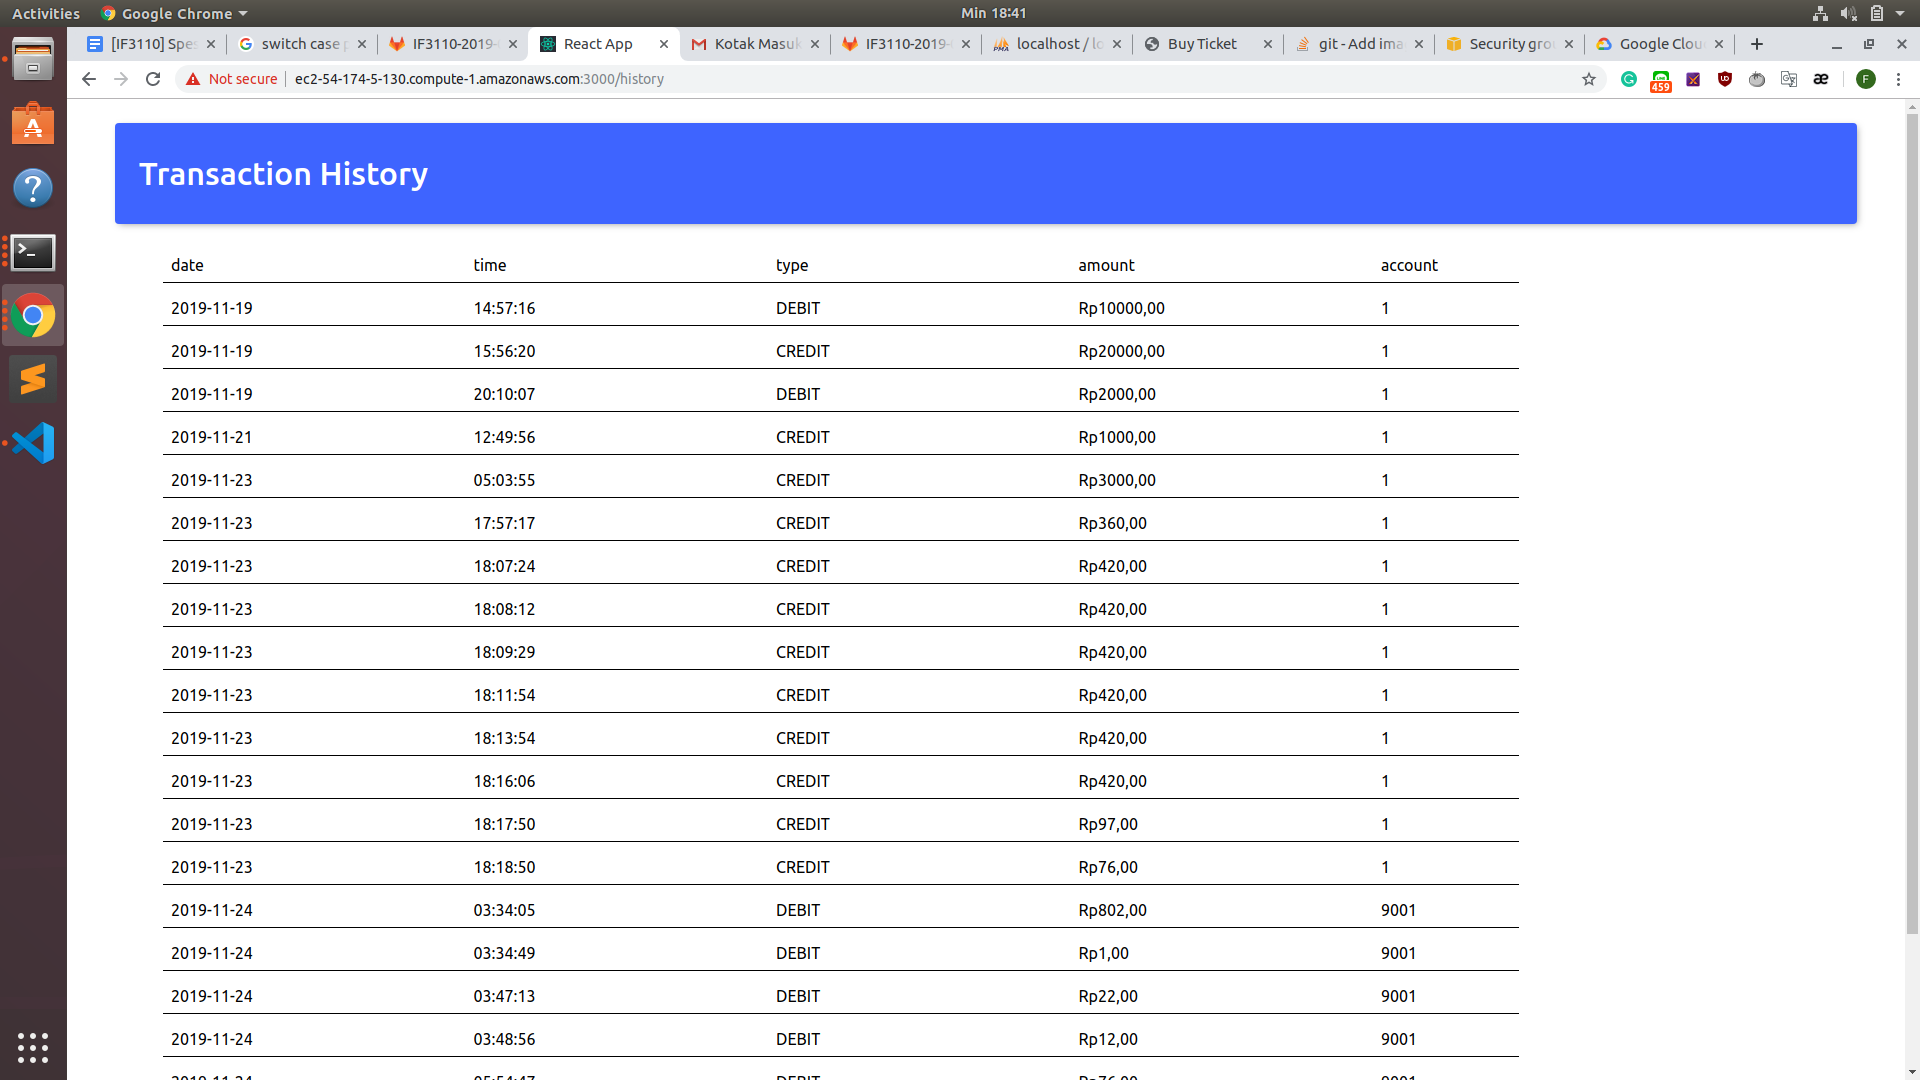 Activities Google Chrome Min 18:41
[IF3110] Spes switch case p IF3110-2019- React App Kotak Masuk IF3110-2019- localhost / lo Buy Ticket git - Add ima Security gro Google Clou
Not secure ec2-54-174-5-130.compute-1.amazonaws.com:3000/history 459 æ F
Transaction History
date time type amount account
2019-11-19 14:57:16 DEBIT Rp10000,00 1
2019-11-19 15:56:20 CREDIT Rp20000,00 1
2019-11-19 20:10:07 DEBIT Rp2000,00 1
2019-11-21 12:49:56 CREDIT Rp1000,00 1
2019-11-23 05:03:55 CREDIT Rp3000,00 1
2019-11-23 17:57:17 CREDIT Rp360,00 1
2019-11-23 18:07:24 CREDIT Rp420,00 1
2019-11-23 18:08:12 CREDIT Rp420,00 1
2019-11-23 18:09:29 CREDIT Rp420,00 1
2019-11-23 18:11:54 CREDIT Rp420,00 1
2019-11-23 18:13:54 CREDIT Rp420,00 1
2019-11-23 18:16:06 CREDIT Rp420,00 1
2019-11-23 18:17:50 CREDIT Rp97,00 1
2019-11-23 18:18:50 CREDIT Rp76,00 1
2019-11-24 03:34:05 DEBIT Rp802,00 9001
2019-11-24 03:34:49 DEBIT Rp1,00 9001
2019-11-24 03:47:13 DEBIT Rp22,00 9001
2019-11-24 03:48:56 DEBIT Rp12,00 9001